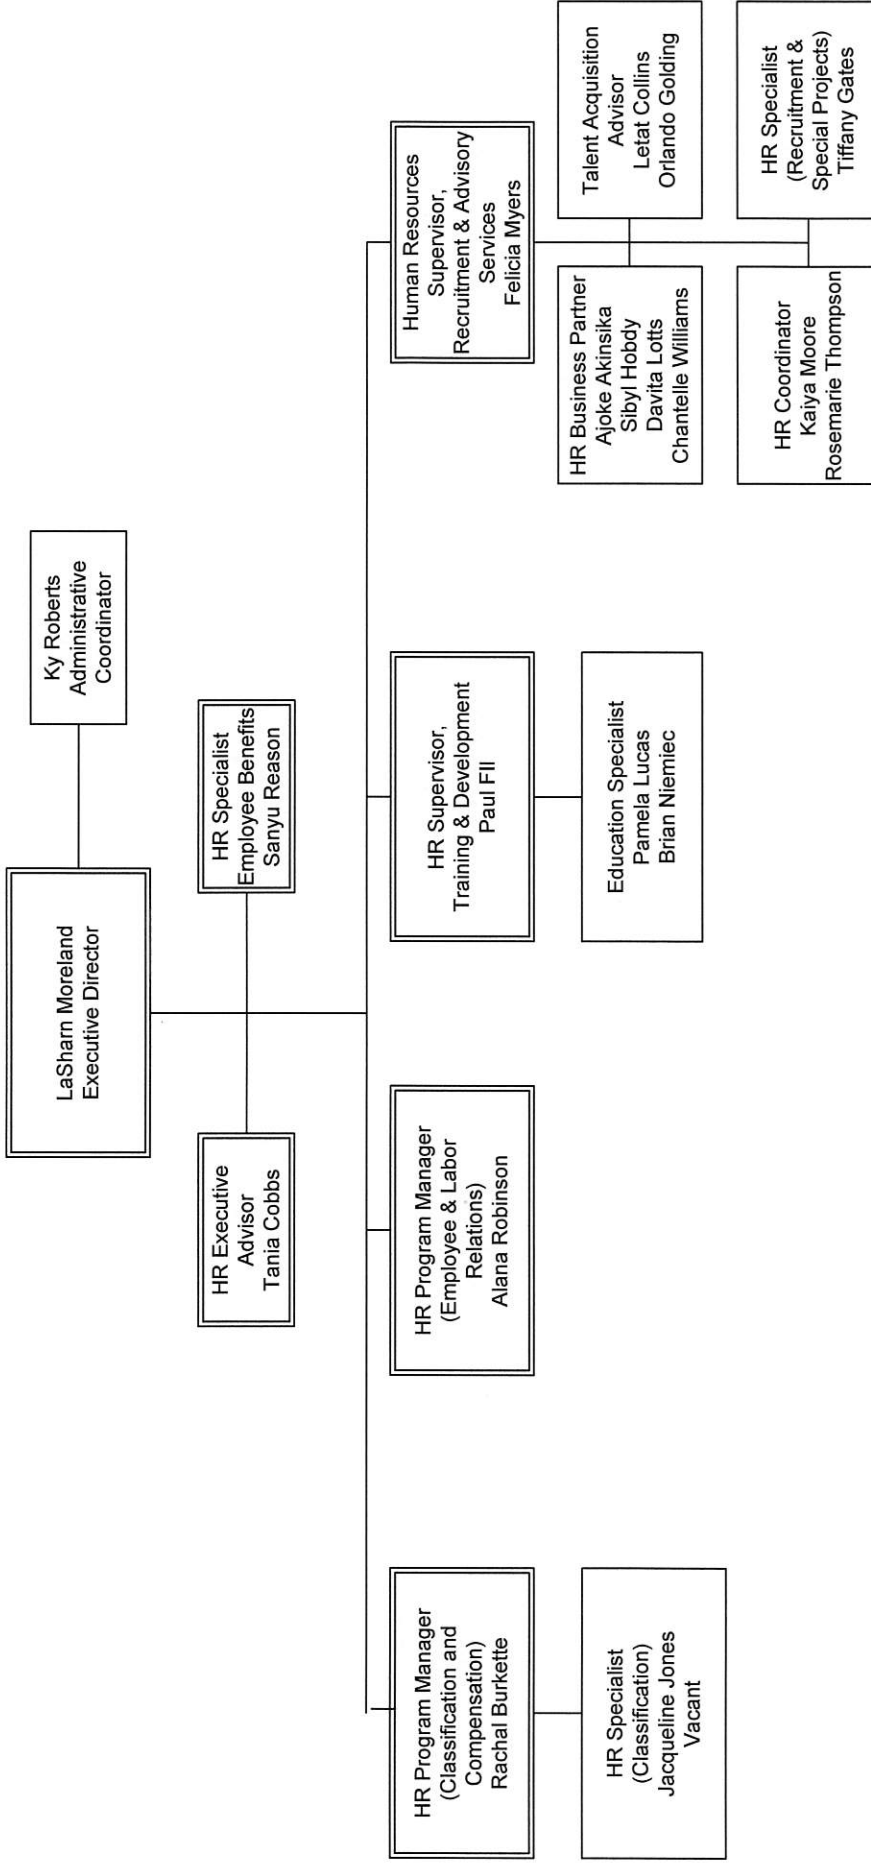 LaSharn Moreland
Executive Director
Ky Roberts
Administrative
Coordinator
HR Executive
Advisor
Tania Cobbs
HR Specialist
Employee Benefits
Sanyu Reason
HR Program Manager
(Classification and
Compensation)
Rachal Burkette
HR Program Manager
(Employee & Labor
Relations)
Alana Robinson
HR Supervisor,
Training & Development
Paul FII
Human Resources
Supervisor,
Recruitment & Advisory
Services
Felicia Myers
HR Specialist
(Classification)
Jacqueline Jones
Vacant
Education Specialist
Pamela Lucas
Brian Niemiec
HR Business Partner
Ajoke Akinsika
Sibyl Hobdy
Davita Lotts
Chantelle Williams
Talent Acquisition
Advisor
Letat Collins
Orlando Golding
HR Coordinator
Kaiya Moore
Rosemarie Thompson
HR Specialist
(Recruitment &
Special Projects)
Tiffany Gates